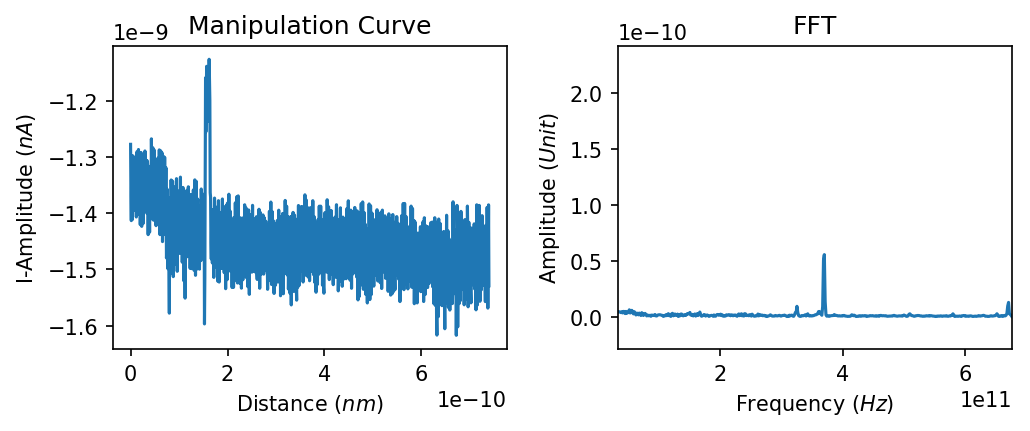 Manipulation Curve
1e−9
−1.2
−1.3
−1.4
−1.5
−1.6
I-Amplitude (nA)
0 2 4 6
1e−10
Distance (nm)
FFT
1e−10
2.0
1.5
1.0
0.5
0.0
Amplitude (Unit)
2 4 6
1e11
Frequency (Hz)